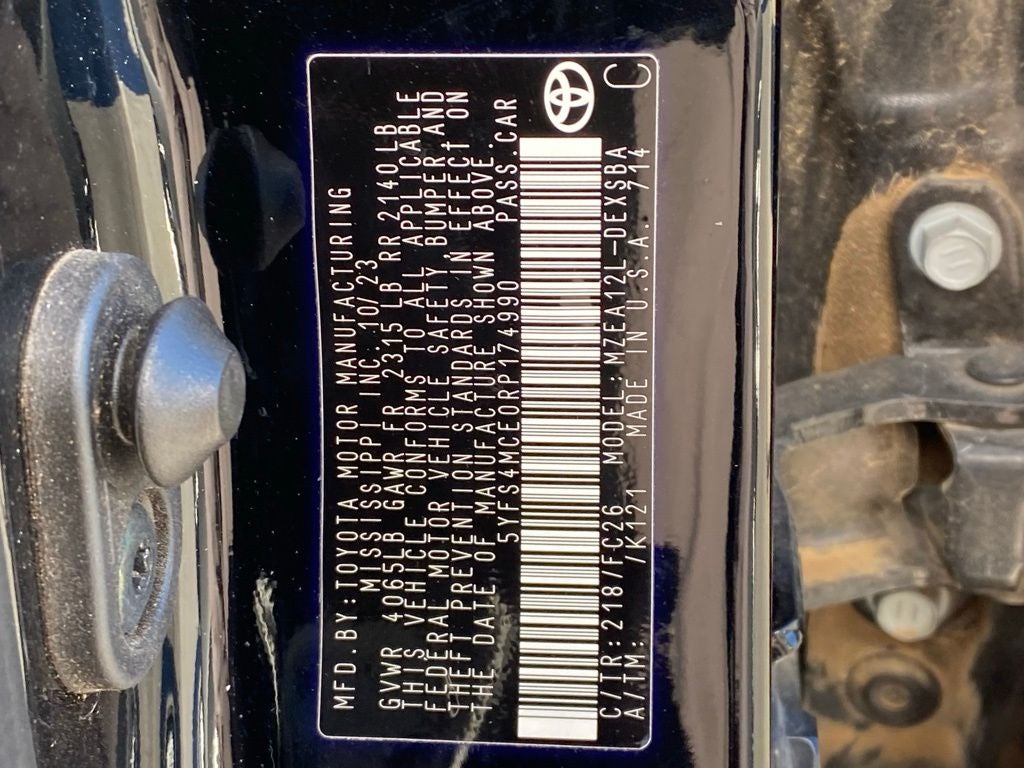 MFD.BY:TOYOTA MOTOR MANUFACTURING
MISSISSIPPI INC. 10/23
GVWR 4065LB GAWR FR 2315 LB RR 2140LB
THIS VEHICLE CONFORMS TO ALL APPLICABLE
FEDERAL MOTOR VEHICLE SAFETY, BUMPER AND
THEFT PREVENTION STANDARDS IN EFFECT ON
THE DATE OF MANUFACTURE SHOWN ABOVE.
5YFS4MCE0RP174990 PASS.CAR
C/TR:218/FC26 MODEL:MZEA12L-DEXSBA
A/TM: /K121 MADE IN U.S.A. 714
C